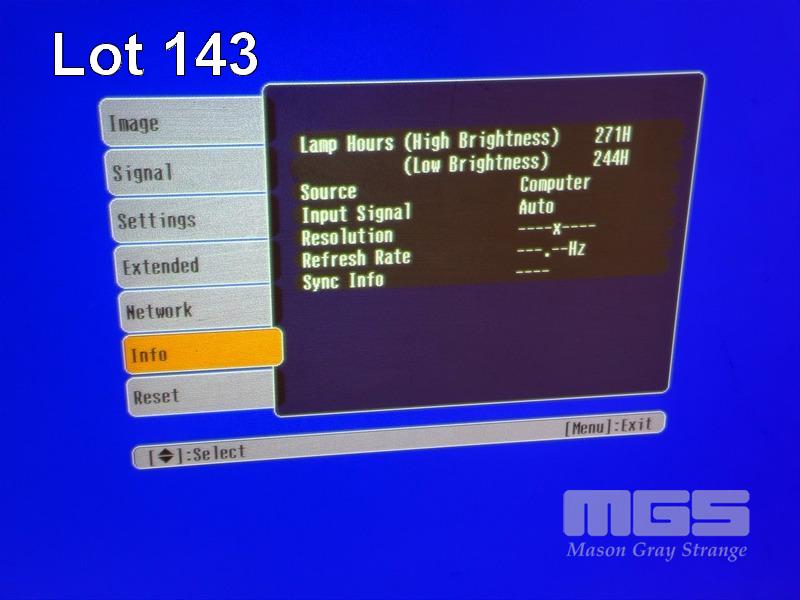 Lot 143
Image
Signal
Settings
Extended
Network
Info
Reset
Lamp Hours (High Brightness) 271H
(Low Brightness) 244H
Source Computer
Input Signal Auto
Resolution ----x----
Refresh Rate ---.--Hz
Sync Info ----
[◆]:Select
[Menu]:Exit
MGS
Mason Gray Strange